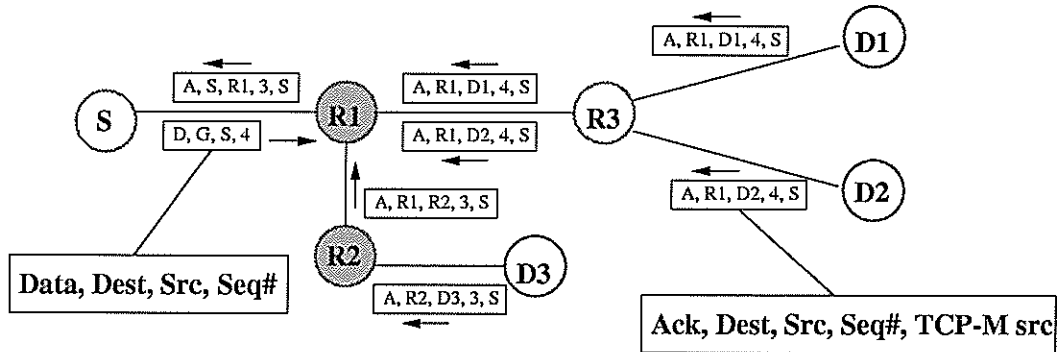 A, R1, D1, 4, S
D1
A, S, R1, 3, S
A, R1, D1, 4, S
S
R1
R3
D, G, S, 4
A, R1, D2, 4, S
D2
A, R1, D2, 4, S
A, R1, R2, 3, S
R2
D3
Data, Dest, Src, Seq#
A, R2, D3, 3, S
Ack, Dest, Src, Seq#, TCP-M src